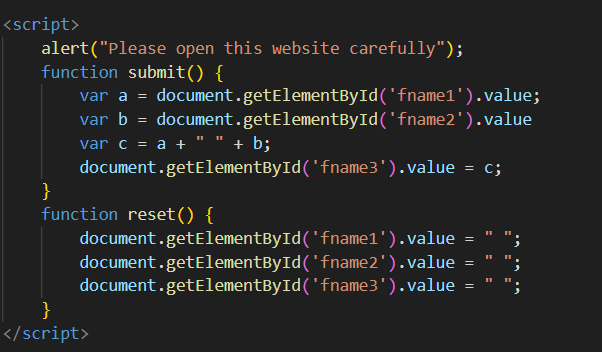 <script>
alert("Please open this website carefully");
function submit() {
var a = document.getElementById('fname1').value;
var b = document.getElementById('fname2').value
var c = a + " " + b;
document.getElementById('fname3').value = c;
}
function reset() {
document.getElementById('fname1').value = " ";
document.getElementById('fname2').value = " ";
document.getElementById('fname3').value = " ";
}
</script>